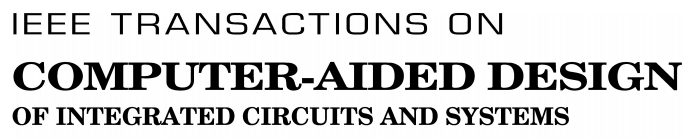 IEEE TRANSACTIONS ON
COMPUTER-AIDED DESIGN
OF INTEGRATED CIRCUITS AND SYSTEMS